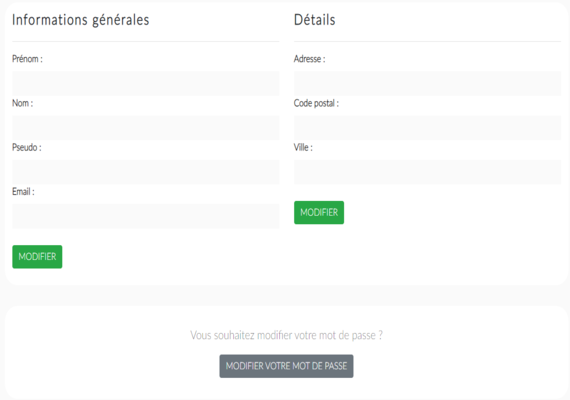 Informations générales
Prénom :
Nom :
Pseudo :
Email :
MODIFIER
Détails
Adresse :
Code postal :
Ville :
MODIFIER
Vous souhaitez modifier votre mot de passe ?
MODIFIER VOTRE MOT DE PASSE